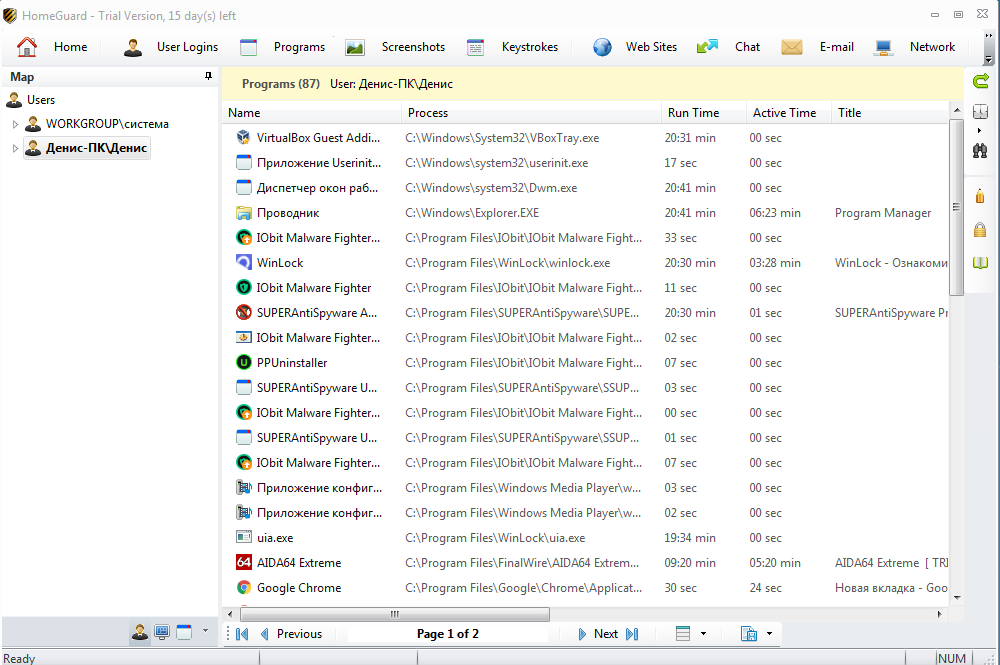 HomeGuard - Trial Version, 15 day(s) left
Home User Logins Programs Screenshots Keystrokes Web Sites Chat E-mail Network
Map
Users
WORKGROUP\система
Денис-ПК\Денис
Programs (87) User: Денис-ПК\Денис
Name Process Run Time Active Time Title
VirtualBox Guest Addi... C:\Windows\System32\VBoxTray.exe 20:31 min 00 sec
Приложение Userinit... C:\Windows\system32\userinit.exe 17 sec 00 sec
Диспетчер окон раб... C:\Windows\system32\Dwm.exe 20:41 min 00 sec
Проводник C:\Windows\Explorer.EXE 20:41 min 06:23 min Program Manager
IObit Malware Fighter... C:\Program Files\IObit\IObit Malware Fight... 33 sec 00 sec
WinLock C:\Program Files\WinLock\winlock.exe 20:30 min 03:28 min WinLock - Ознакоми
IObit Malware Fighter C:\Program Files\IObit\IObit Malware Fight... 11 sec 00 sec
SUPERAntiSpyware A... C:\Program Files\SUPERAntiSpyware\SUPE... 20:30 min 01 sec SUPERAntiSpyware Pr
IObit Malware Fighter... C:\Program Files\IObit\IObit Malware Fight... 02 sec 00 sec
PPUninstaller C:\Program Files\IObit\IObit Malware Fight... 07 sec 00 sec
SUPERAntiSpyware U... C:\Program Files\SUPERAntiSpyware\SSUP... 03 sec 00 sec
IObit Malware Fighter... C:\Program Files\IObit\IObit Malware Fight... 00 sec 00 sec
SUPERAntiSpyware U... C:\Program Files\SUPERAntiSpyware\SSUP... 01 sec 00 sec
IObit Malware Fighter... C:\Program Files\IObit\IObit Malware Fight... 07 sec 00 sec
Приложение конфиг... C:\Program Files\Windows Media Player\w... 03 sec 00 sec
Приложение конфиг... C:\Program Files\Windows Media Player\w... 02 sec 00 sec
uia.exe C:\Program Files\WinLock\uia.exe 19:34 min 00 sec
64 AIDA64 Extreme C:\Program Files\FinalWire\AIDA64 Extrem... 09:20 min 05:20 min AIDA64 Extreme [ TRI
Google Chrome C:\Program Files\Google\Chrome\Applicat... 30 sec 24 sec Новая вкладка - Goo
Previous Page 1 of 2 Next
Ready NUM